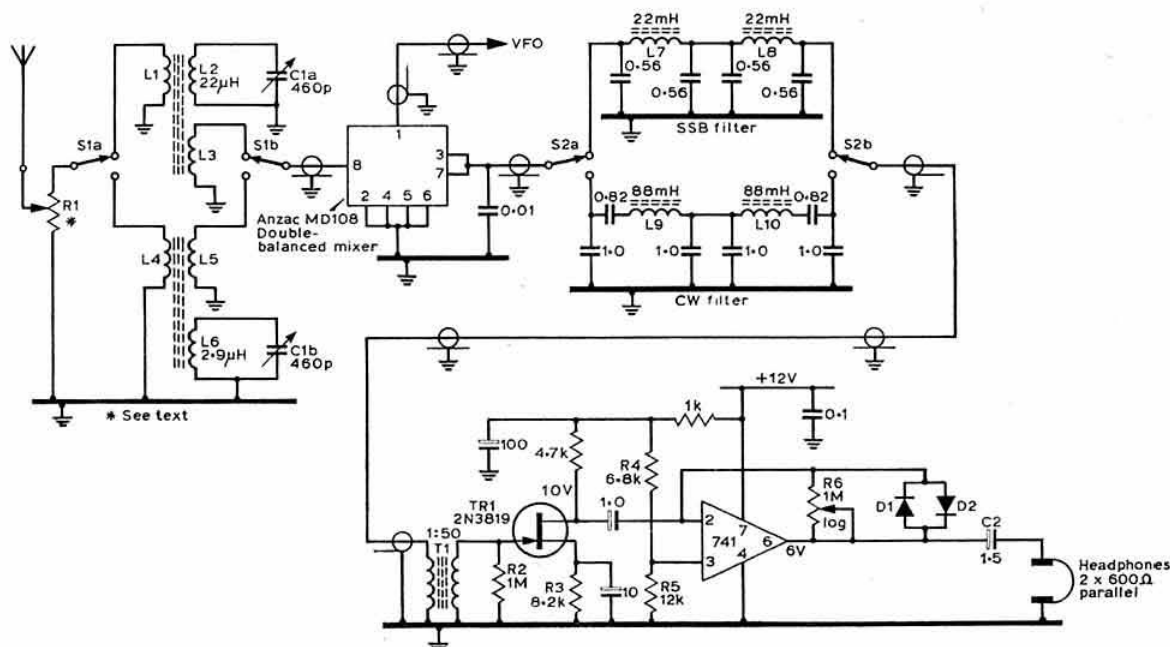 22mH
22mH
VFO
L7
L8
L1
L2
22μH
C1a
460p
0·56
0·56
0·56
0·56
1
SSB filter
S1a
L3
S1b
8
3
7
S2a
S2b
R1
*
2
4
5
6
0·01
Anzac MD108
Double-
balanced mixer
88mH
88mH
0·82
0·82
L9
L10
L4
L5
1·0
1·0
1·0
1·0
CW filter
L6
2·9μH
C1b
460p
* See text
+12V
1k
0·1
100
4·7k
R4
6·8k
R6
1M
log
D1
D2
10V
TR1
2N3819
1·0
2
7
741
6
6V
C2
1·5
1:50
T1
3
4
Headphones
2 x 600Ω
parallel
R2
1M
R3
8·2k
10
R5
12k